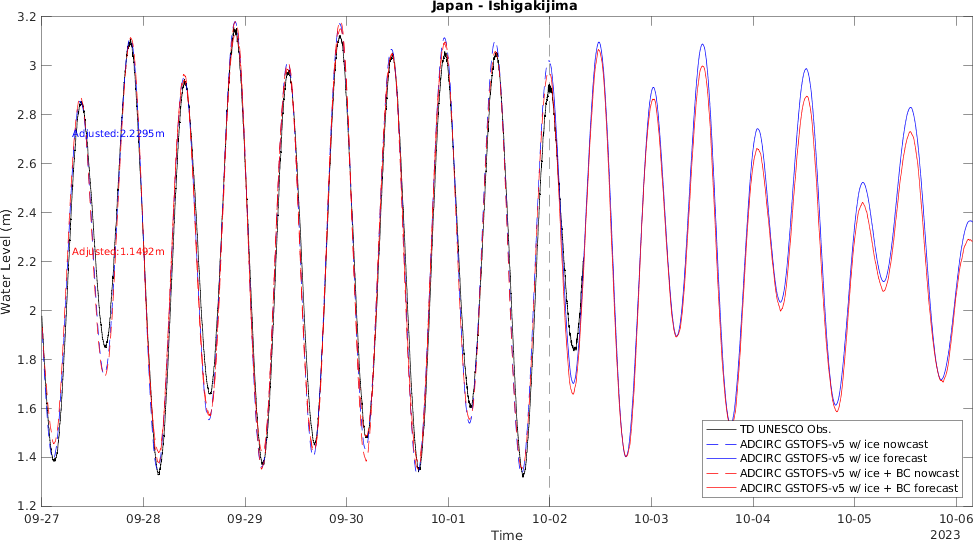 Japan - Ishigakijima
3.2
3
2.8
2.6
2.4
2.2
2
1.8
1.6
1.4
1.2
Water Level (m)
Adjusted:2.2295m
Adjusted:1.1492m
TD UNESCO Obs.
ADCIRC GSTOFS-v5 w/ ice nowcast
ADCIRC GSTOFS-v5 w/ ice forecast
ADCIRC GSTOFS-v5 w/ ice + BC nowcast
ADCIRC GSTOFS-v5 w/ ice + BC forecast
09-27 09-28 09-29 09-30 10-01 10-02 10-03 10-04 10-05 10-06
2023
Time